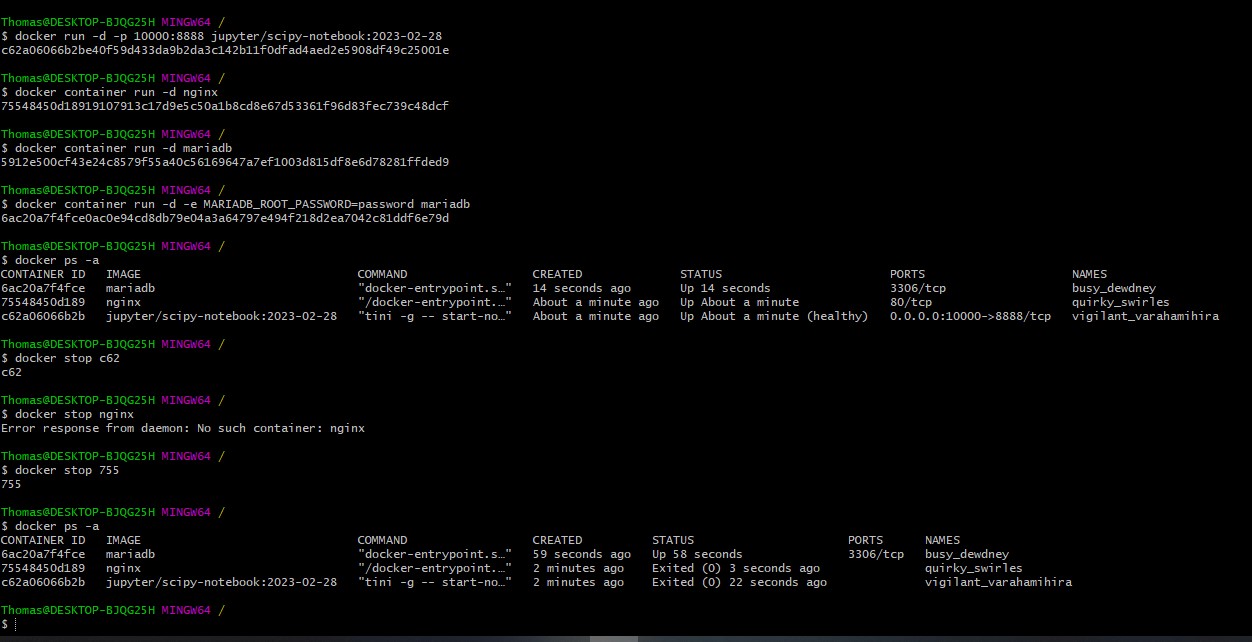 Thomas@DESKTOP-BJQG25H MINGW64 /
$ docker run -d -p 10000:8888 jupyter/scipy-notebook:2023-02-28
c62a06066b2be40f59d433da9b2da3c142b11f0dfad4aed2e5908df49c25001e
Thomas@DESKTOP-BJQG25H MINGW64 /
$ docker container run -d nginx
75548450d18919107913c17d9e5c50a1b8cd8e67d53361f96d83fec739c48dcf
Thomas@DESKTOP-BJQG25H MINGW64 /
$ docker container run -d mariadb
5912e500cf43e24c8579f55a40c56169647a7ef1003d815df8e6d78281ffded9
Thomas@DESKTOP-BJQG25H MINGW64 /
$ docker container run -d -e MARIADB_ROOT_PASSWORD=password mariadb
6ac20a7f4fce0ac0e94cd8db79e04a3a64797e494f218d2ea7042c81ddf6e79d
Thomas@DESKTOP-BJQG25H MINGW64 /
$ docker ps -a
CONTAINER ID   IMAGE                               COMMAND                  CREATED              STATUS                        PORTS                     NAMES
6ac20a7f4fce   mariadb                             "docker-entrypoint.s…"   14 seconds ago       Up 14 seconds                 3306/tcp                  busy_dewdney
75548450d189   nginx                               "/docker-entrypoint.…"   About a minute ago   Up About a minute             80/tcp                    quirky_swirles
c62a06066b2b   jupyter/scipy-notebook:2023-02-28   "tini -g -- start-no…"   About a minute ago   Up About a minute (healthy)   0.0.0.0:10000->8888/tcp   vigilant_varahamihira
Thomas@DESKTOP-BJQG25H MINGW64 /
$ docker stop c62
c62
Thomas@DESKTOP-BJQG25H MINGW64 /
$ docker stop nginx
Error response from daemon: No such container: nginx
Thomas@DESKTOP-BJQG25H MINGW64 /
$ docker stop 755
755
Thomas@DESKTOP-BJQG25H MINGW64 /
$ docker ps -a
CONTAINER ID   IMAGE                               COMMAND                  CREATED          STATUS                      PORTS      NAMES
6ac20a7f4fce   mariadb                             "docker-entrypoint.s…"   59 seconds ago   Up 58 seconds               3306/tcp   busy_dewdney
75548450d189   nginx                               "/docker-entrypoint.…"   2 minutes ago    Exited (0) 3 seconds ago               quirky_swirles
c62a06066b2b   jupyter/scipy-notebook:2023-02-28   "tini -g -- start-no…"   2 minutes ago    Exited (0) 22 seconds ago              vigilant_varahamihira
Thomas@DESKTOP-BJQG25H MINGW64 /
$